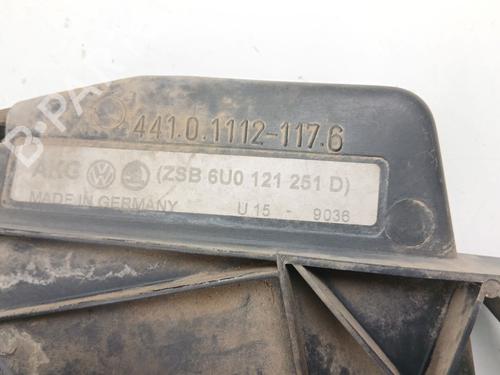 441.0.1112-117.6
AKG (ZSB 6U0 121 251 D)
MADE IN GERMANY U 15 - 9036